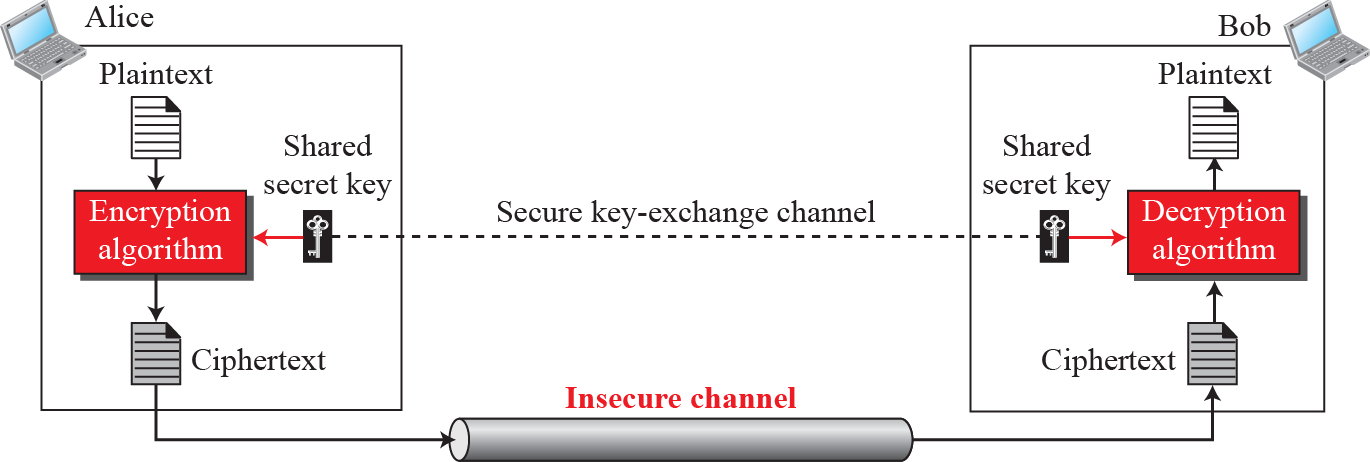 Alice
Plaintext
Shared
secret key
Encryption
algorithm
Ciphertext
Secure key-exchange channel
Insecure channel
Bob
Plaintext
Shared
secret key
Decryption
algorithm
Ciphertext